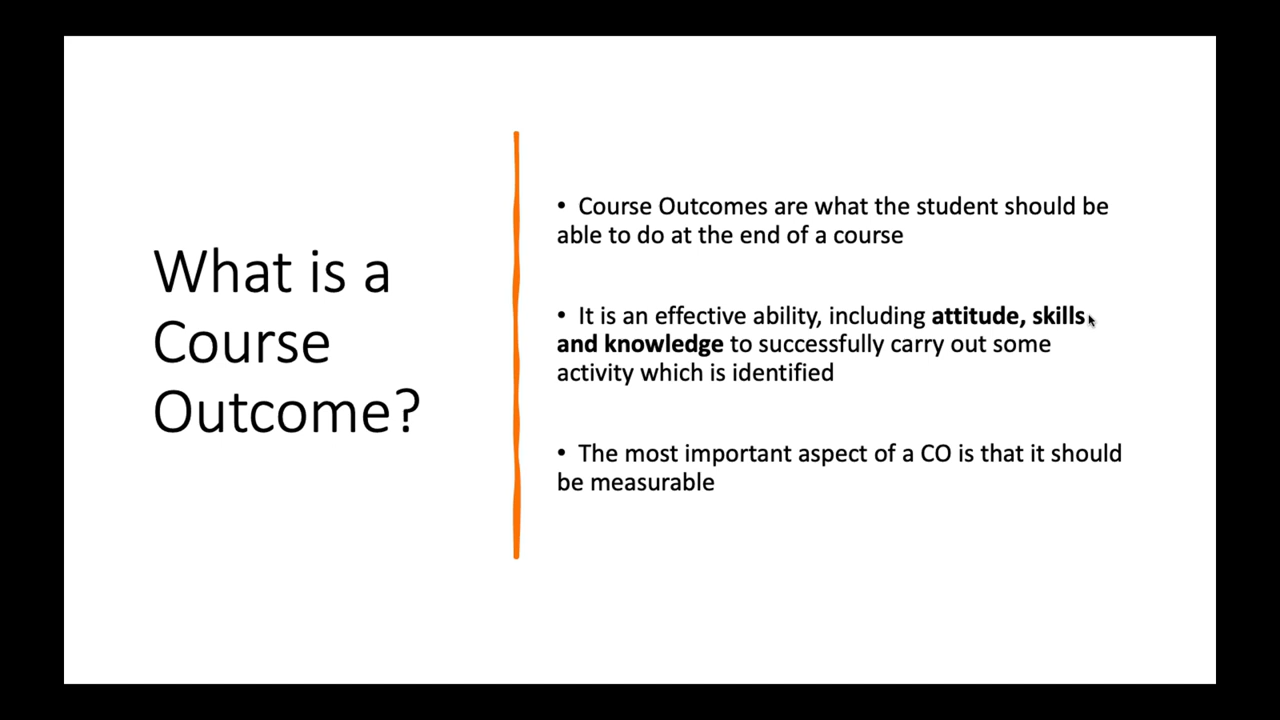 What is a
Course
Outcome?
• Course Outcomes are what the student should be
able to do at the end of a course
• It is an effective ability, including attitude, skills
and knowledge to successfully carry out some
activity which is identified
• The most important aspect of a CO is that it should
be measurable